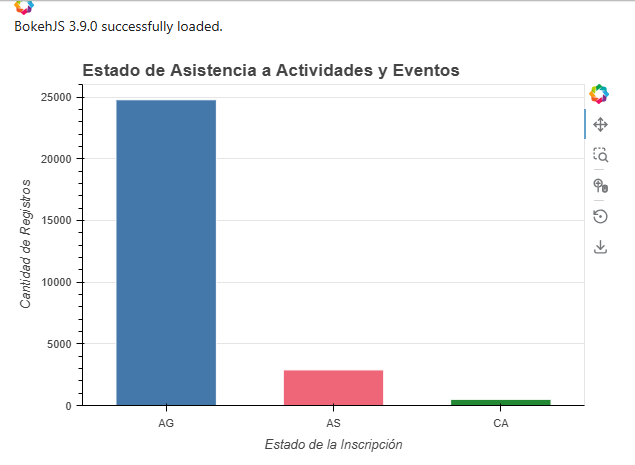 BokehJS 3.9.0 successfully loaded.
Estado de Asistencia a Actividades y Eventos
25000
20000
15000
10000
5000
0
Cantidad de Registros
AG
AS
CA
Estado de la Inscripción